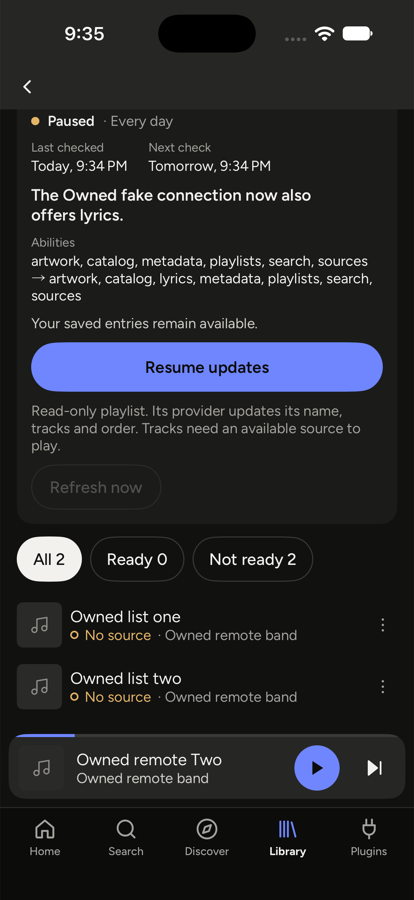 9:35
Paused · Every day
Last checked Next check
Today, 9:34 PM Tomorrow, 9:34 PM
The Owned fake connection now also
offers lyrics.
Abilities
artwork, catalog, metadata, playlists, search, sources
→ artwork, catalog, lyrics, metadata, playlists, search,
sources
Your saved entries remain available.
Resume updates
Read-only playlist. Its provider updates its name,
tracks and order. Tracks need an available source to
play.
Refresh now
All 2 Ready 0 Not ready 2
Owned list one
No source · Owned remote band
Owned list two
No source · Owned remote band
Owned remote Two
Owned remote band
Home Search Discover Library Plugins